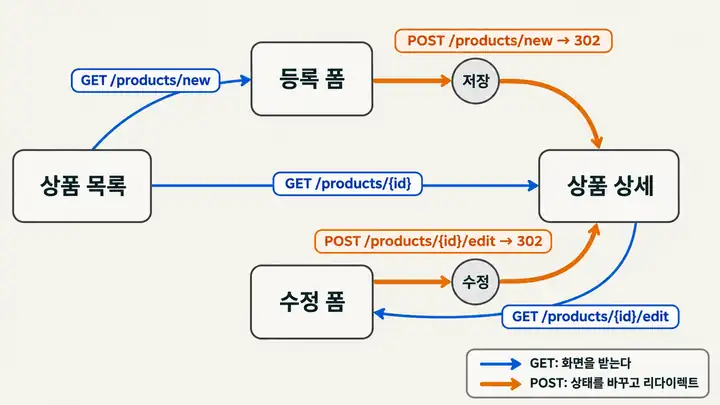 POST /products/new → 302
GET /products/new
등록 폼
저장
상품 목록
GET /products/{id}
상품 상세
POST /products/{id}/edit → 302
수정 폼
수정
GET /products/{id}/edit
GET: 화면을 받는다
POST: 상태를 바꾸고 리다이렉트